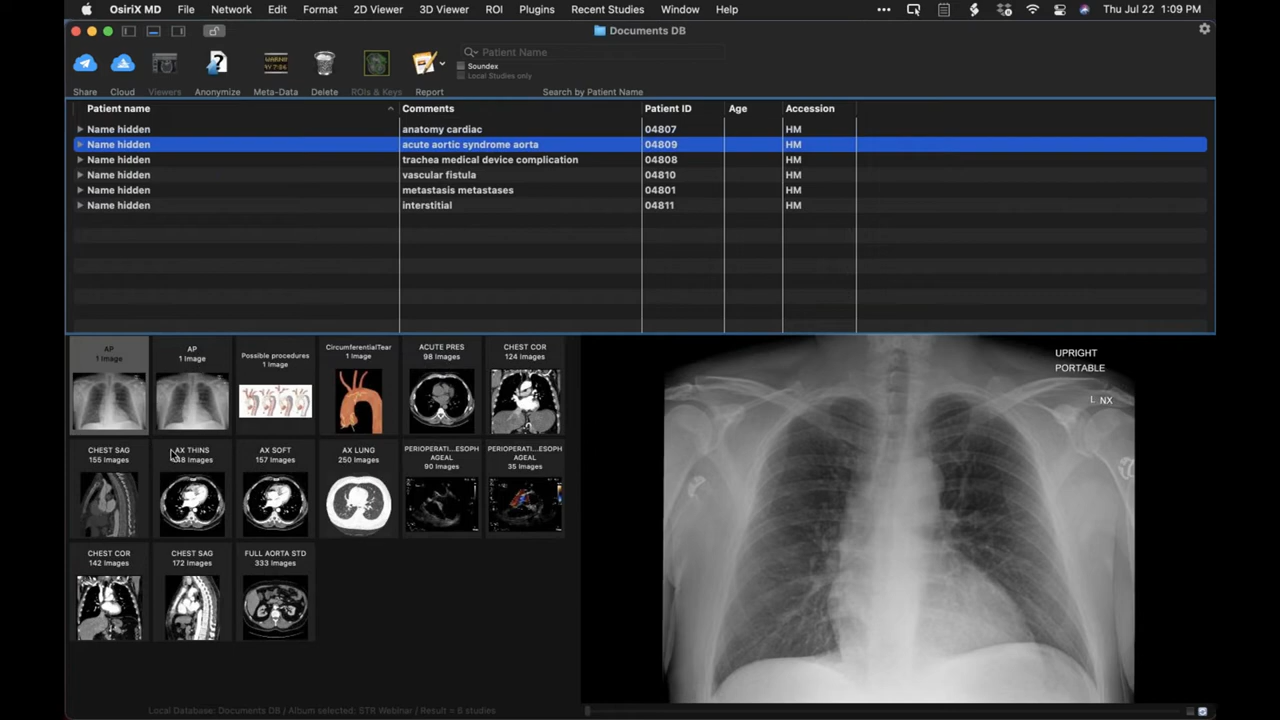 OsiriX MD File Network Edit Format 2D Viewer 3D Viewer ROI Plugins Recent Studies Window Help Thu Jul 22 1:09 PM
Documents DB
Patient Name
Soundex
Local Studies only
Share Cloud Viewers Anonymize Meta-Data Delete ROIs & Keys Report Search by Patient Name
Patient name Comments Patient ID Age Accession
Name hidden anatomy cardiac 04807 HM
Name hidden acute aortic syndrome aorta 04809 HM
Name hidden trachea medical device complication 04808 HM
Name hidden vascular fistula 04810 HM
Name hidden metastasis metastases 04801 HM
Name hidden interstitial 04811 HM
AP
1 Image
AP
1 Image
Possible procedures
1 Image
CircumferentialTear
1 Image
ACUTE PRES
98 Images
CHEST COR
124 Images
CHEST SAG
155 Images
AX THINS
Images
AX SOFT
157 Images
AX LUNG
250 Images
PERIOPERATI...ESOPH
AGEAL
90 Images
PERIOPERATI...ESOPH
AGEAL
35 Images
CHEST COR
142 Images
CHEST SAG
172 Images
FULL AORTA STD
333 Images
UPRIGHT
PORTABLE
L NX
Local Database: Documents DB / Album selected: STR Webinar / Result = 6 studies